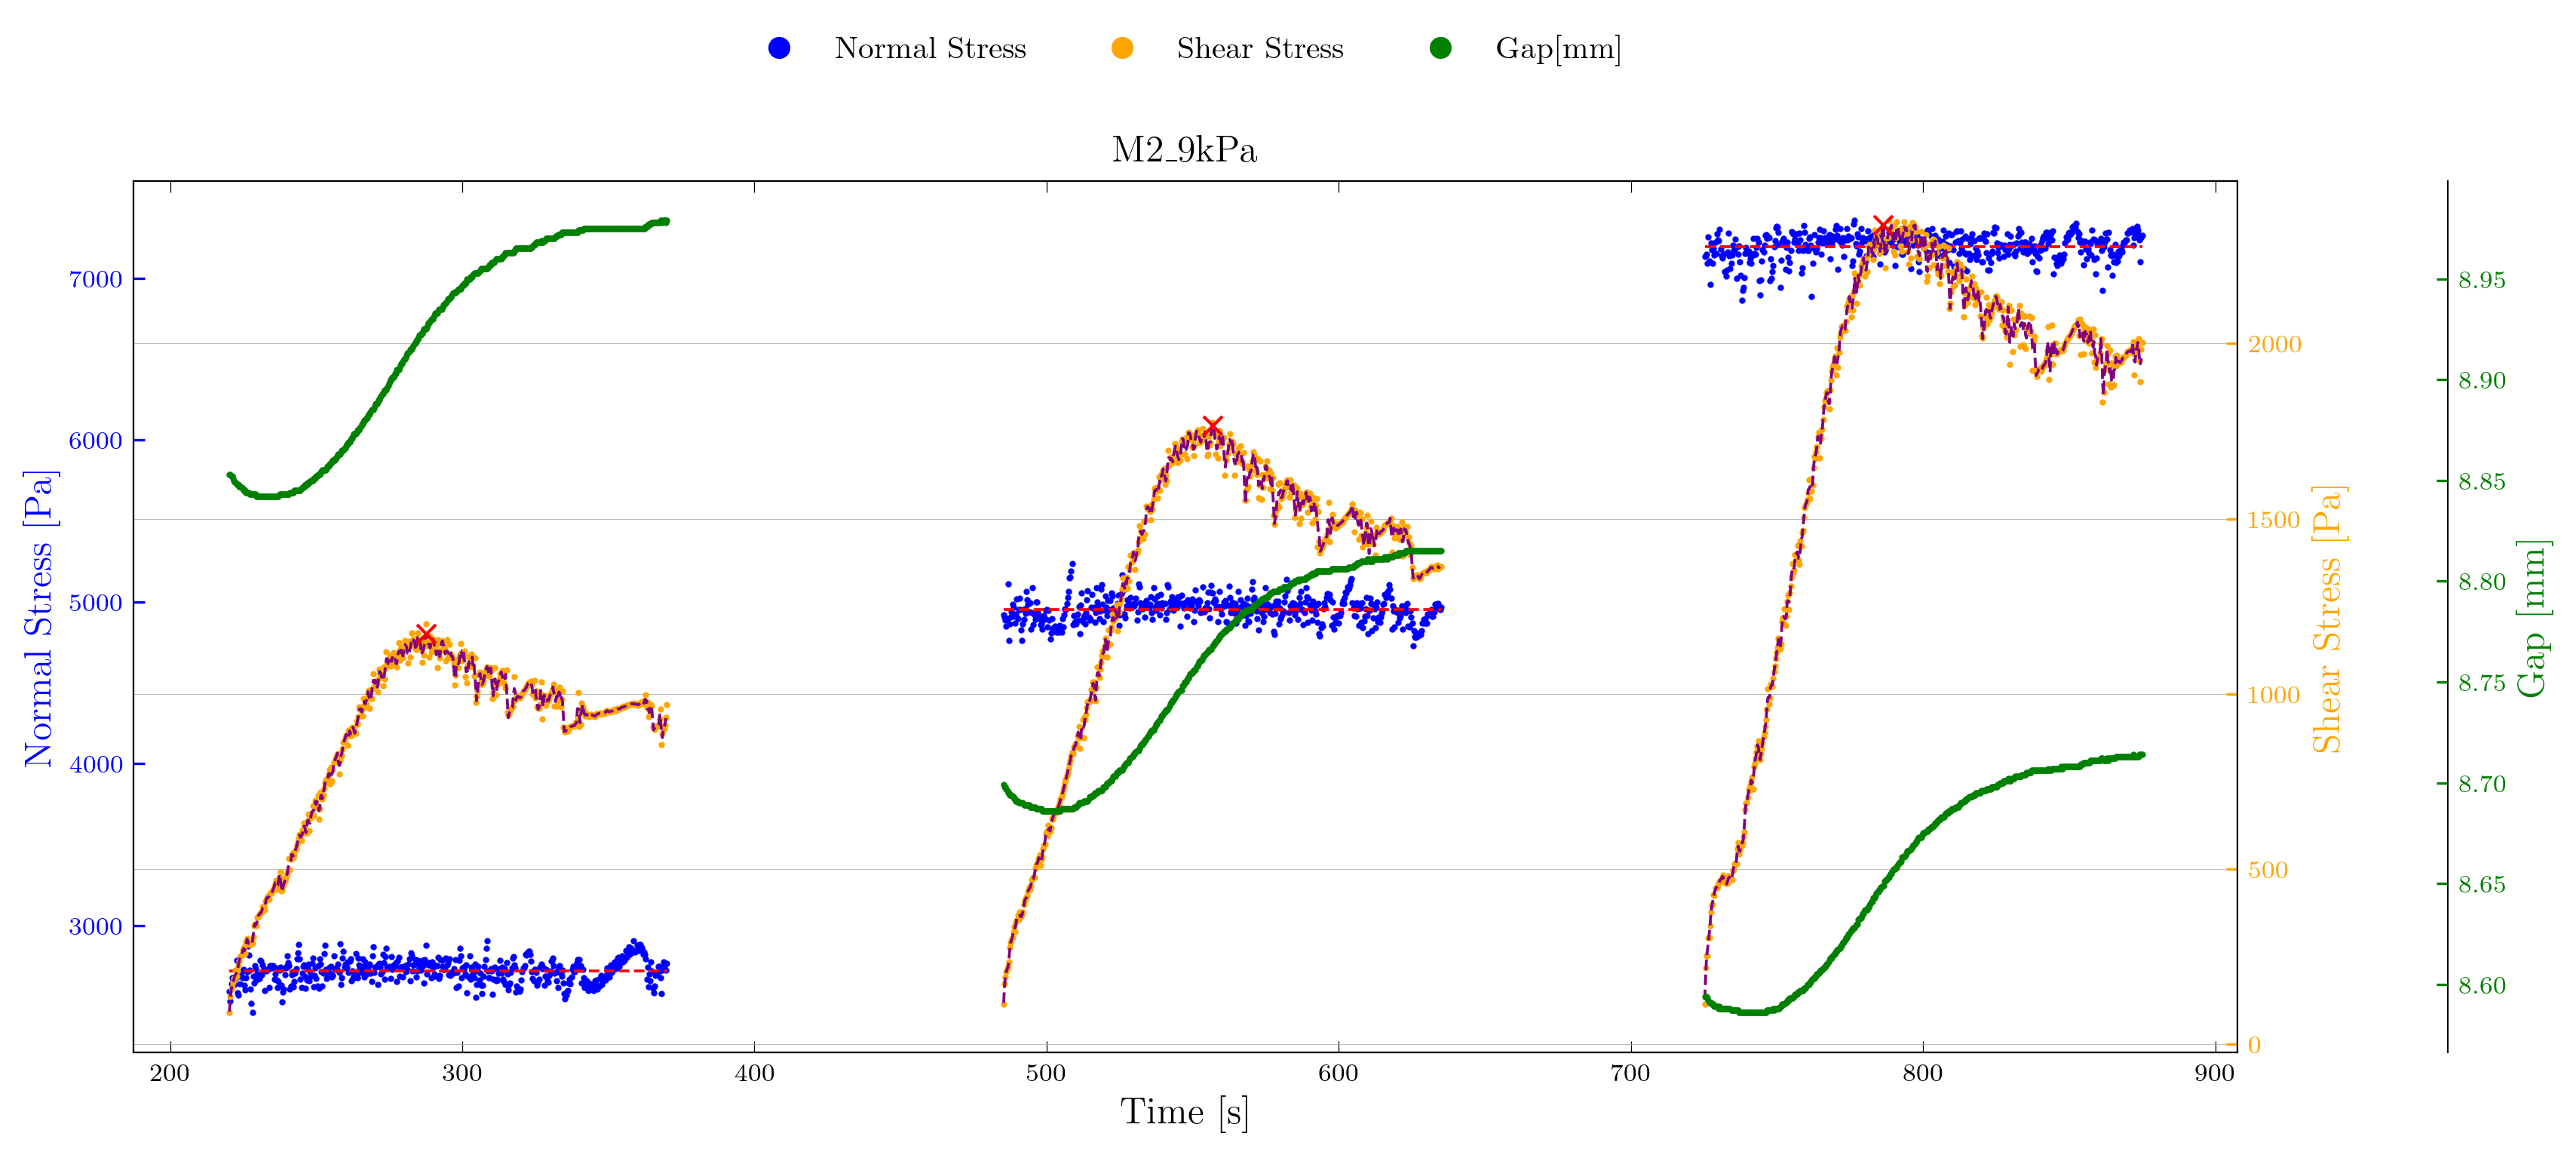 Normal Stress Shear Stress Gap[mm]
M2_9kPa
Normal Stress [Pa]
7000
6000
5000
4000
3000
2000
1500
1000
500
0
Shear Stress [Pa]
8.95
8.90
8.85
8.80
8.75
8.70
8.65
8.60
Gap [mm]
200 300 400 500 600 700 800 900
Time [s]